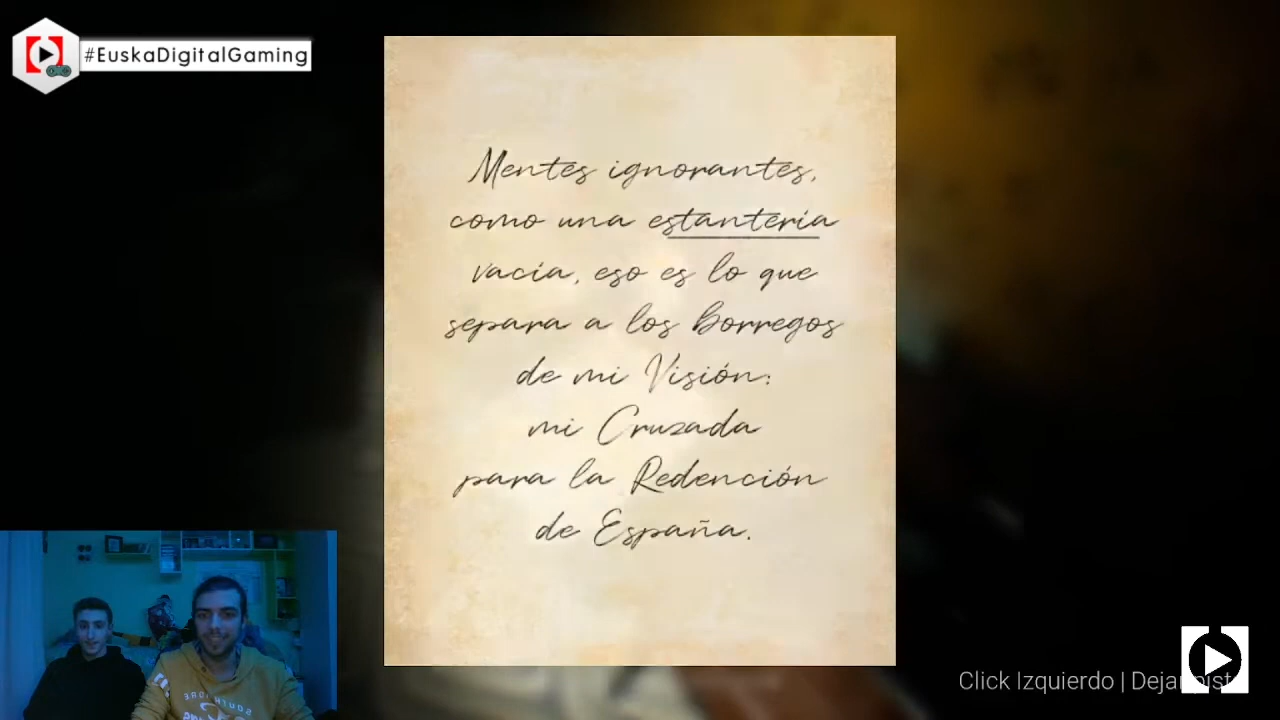 #EuskaDigitalGaming
Mentes ignorantes,
como una estantería
vacía, eso es lo que
separa a los borregos
de mi Visión:
mi Cruzada
para la Redención
de España.
Click Izquierdo | Dejar